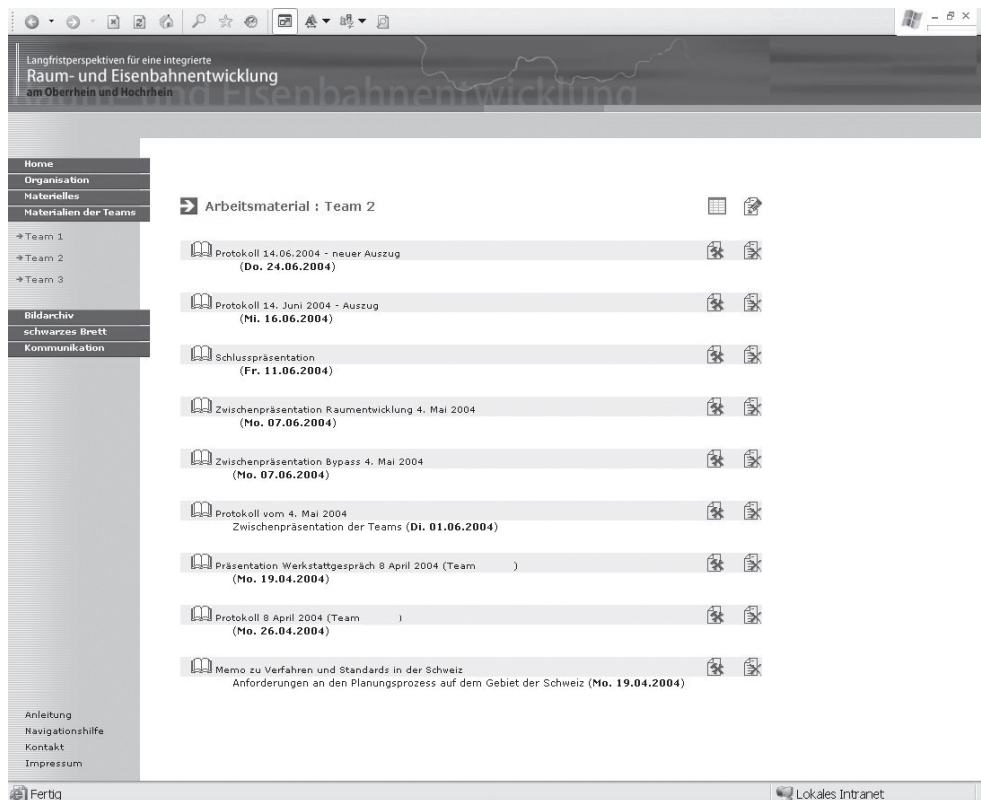 Langfristperspektiven für eine integrierte
Raum- und Eisenbahnentwicklung
am Oberrhein und Hochrhein
Raum- und Eisenbahnentwicklung
Home
Organisation
Materielles
Materialien der Teams
Team 1
Team 2
Team 3
Bildarchiv
schwarzes Brett
Kommunikation
Arbeitsmaterial : Team 2
Protokoll 14.06.2004 - neuer Auszug
(Do. 24.06.2004)
Protokoll 14. Juni 2004 - Auszug
(Mi. 16.06.2004)
Schlusspräsentation
(Fr. 11.06.2004)
Zwischenpräsentation Raumentwicklung 4. Mai 2004
(Mo. 07.06.2004)
Zwischenpräsentation Bypass 4. Mai 2004
(Mo. 07.06.2004)
Protokoll vom 4. Mai 2004
Zwischenpräsentation der Teams (Di. 01.06.2004)
Präsentation Werkstattgespräch 8 April 2004 (Team )
(Mo. 19.04.2004)
Protokoll 8 April 2004 (Team )
(Mo. 26.04.2004)
Memo zu Verfahren und Standards in der Schweiz
Anforderungen an den Planungsprozess auf dem Gebiet der Schweiz (Mo. 19.04.2004)
Anleitung
Navigationshilfe
Kontakt
Impressum
Fertig
Lokales Intranet